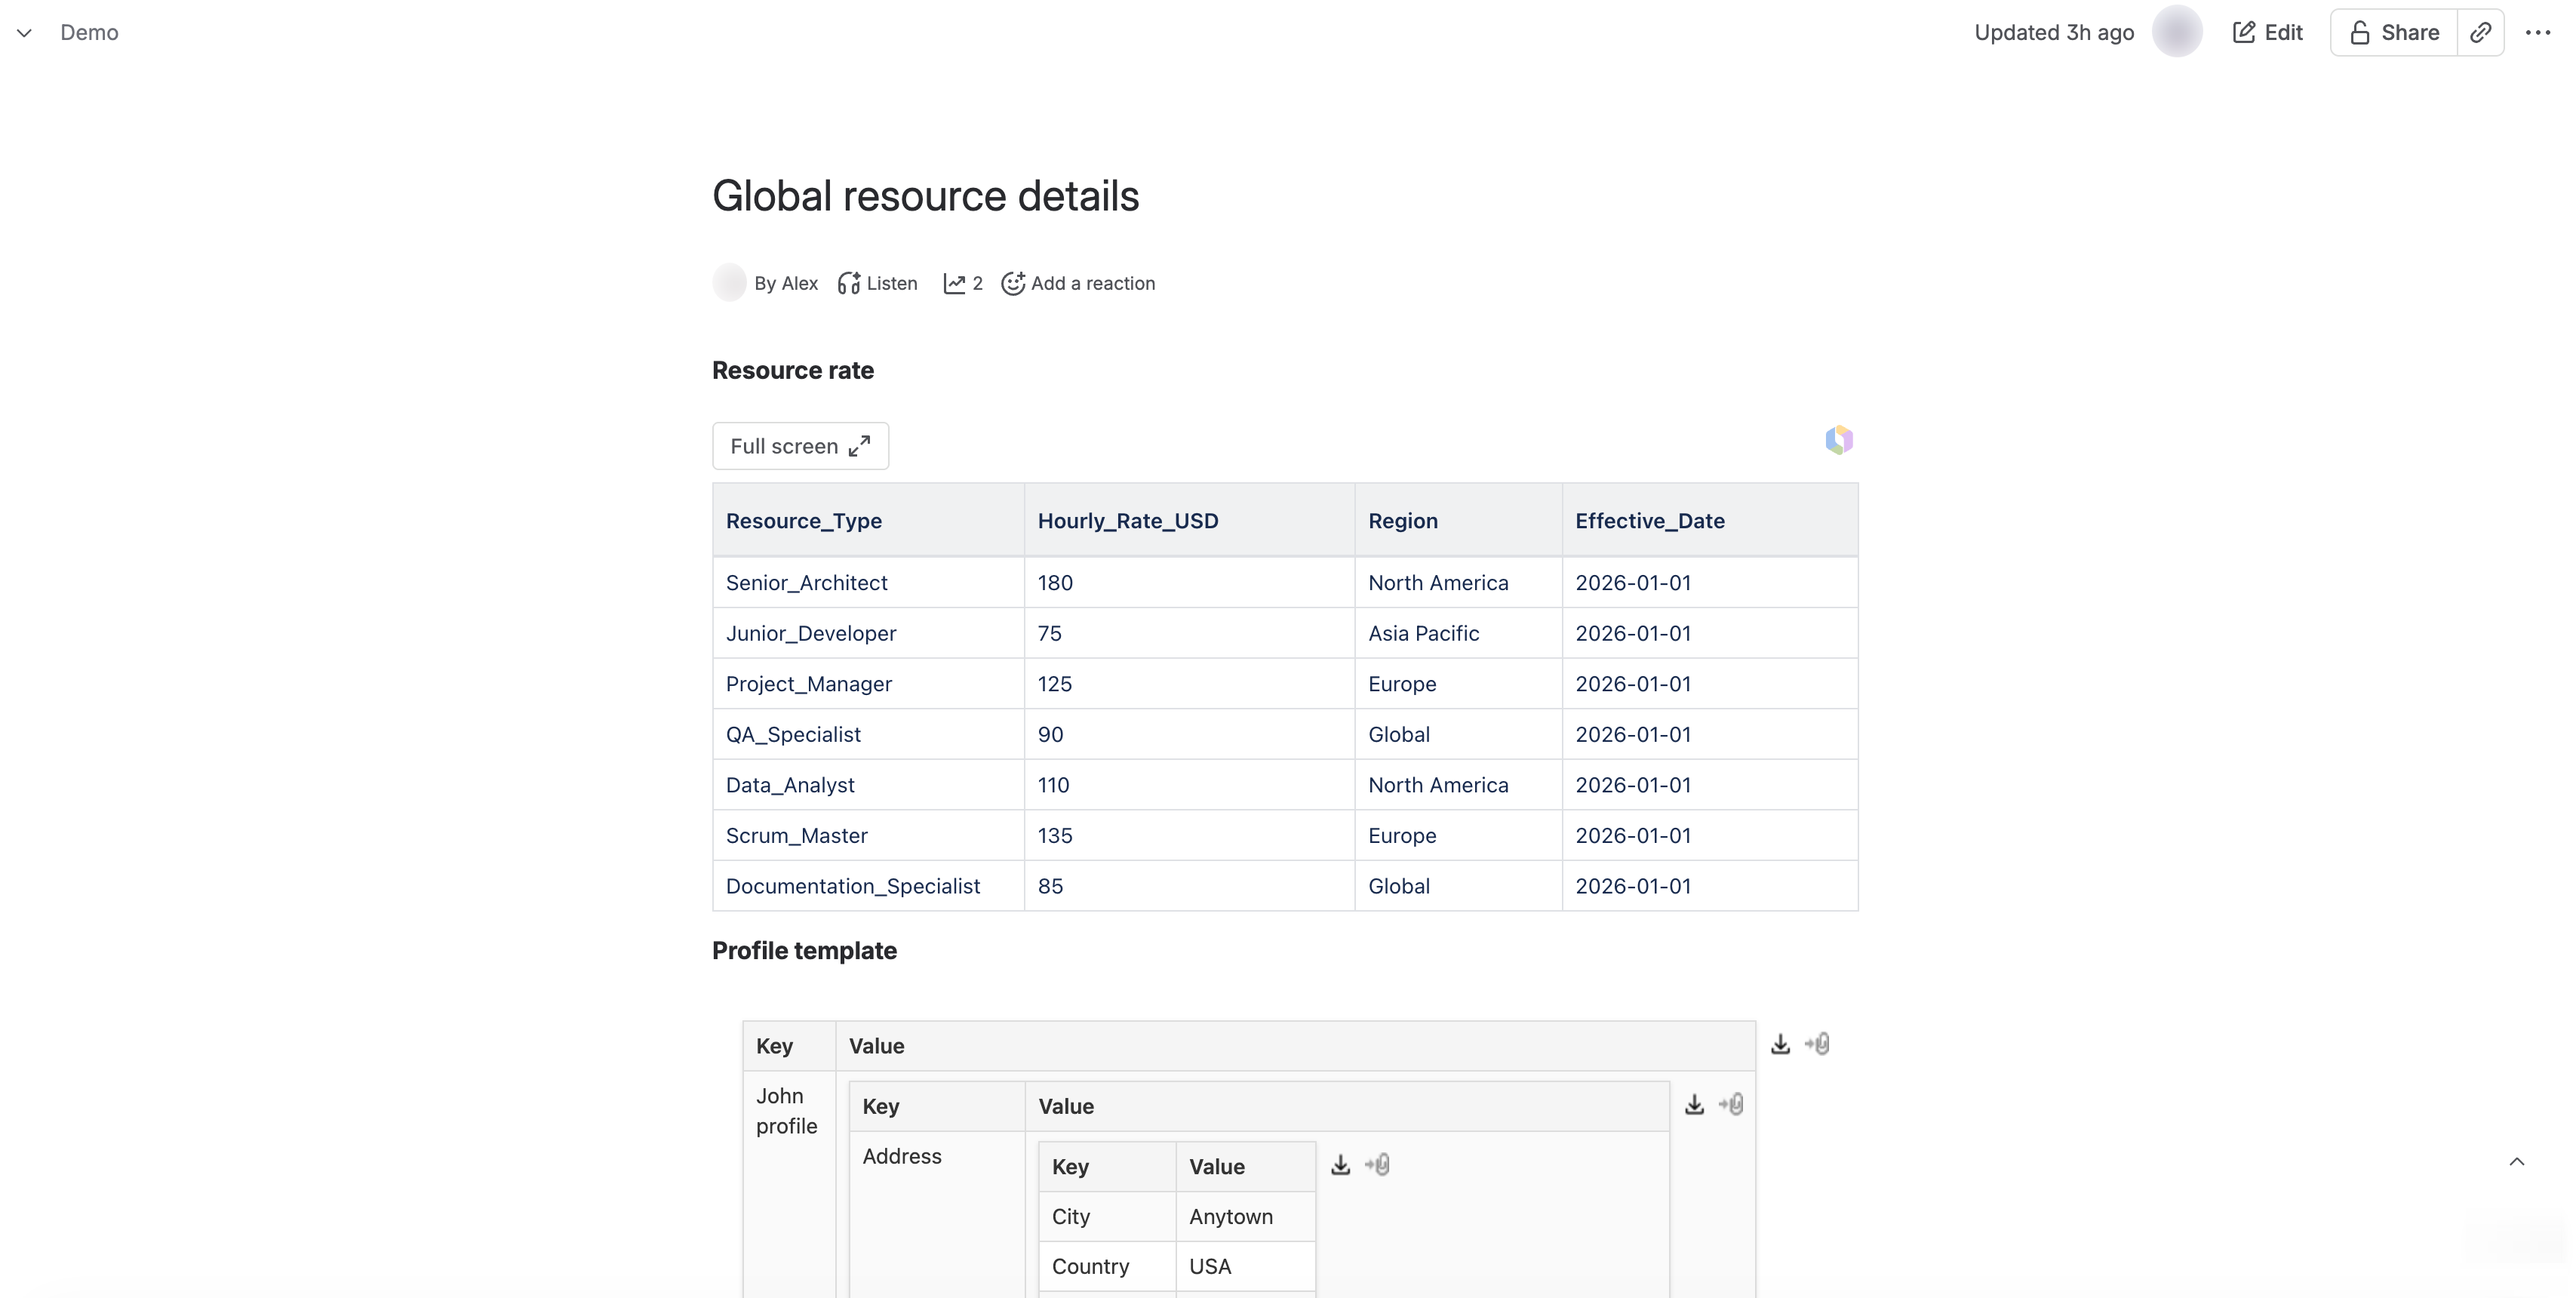 Demo
Updated 3h ago Edit Share
Global resource details
By Alex Listen 2 Add a reaction
Resource rate
Full screen
Resource_Type Hourly_Rate_USD Region Effective_Date
Senior_Architect 180 North America 2026-01-01
Junior_Developer 75 Asia Pacific 2026-01-01
Project_Manager 125 Europe 2026-01-01
QA_Specialist 90 Global 2026-01-01
Data_Analyst 110 North America 2026-01-01
Scrum_Master 135 Europe 2026-01-01
Documentation_Specialist 85 Global 2026-01-01
Profile template
Key Value
John
profile
Key Value
Address
Key Value
City Anytown
Country USA